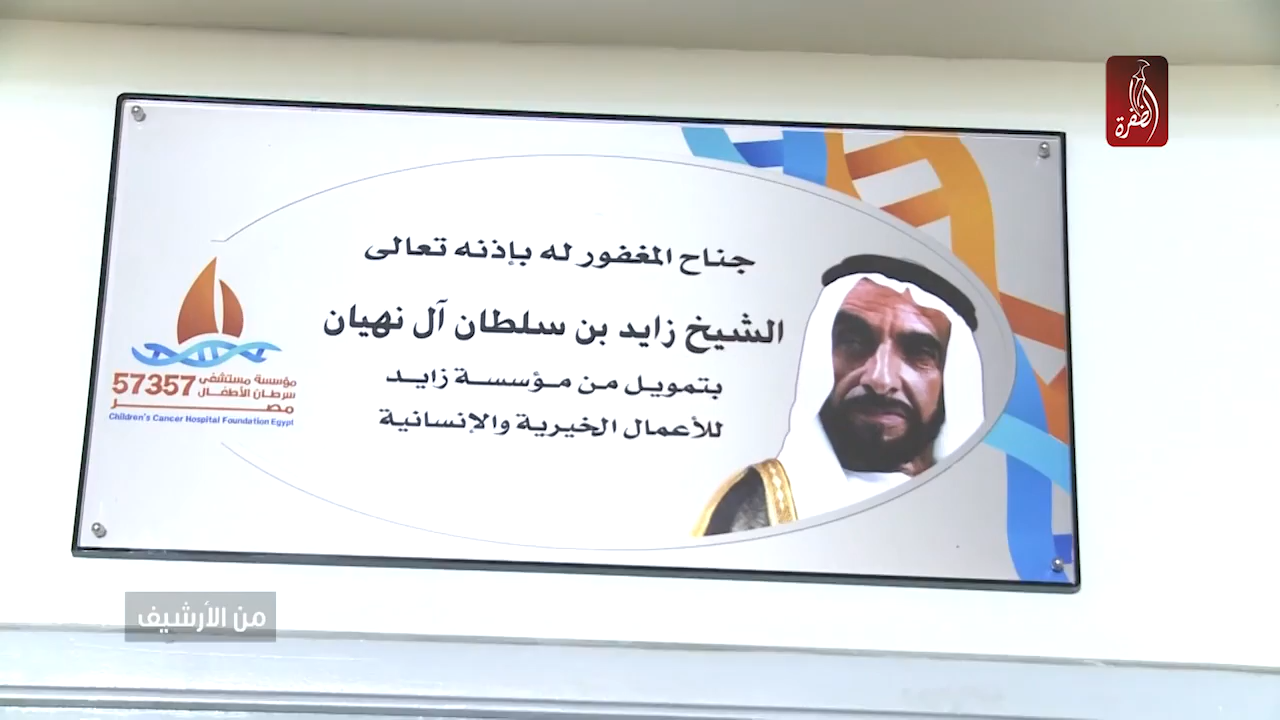 الظفرة
جناح المغفور له بإذنه تعالى
الشيخ زايد بن سلطان آل نهيان
بتمويل من مؤسسة زايد
للأعمال الخيرية والإنسانية
مؤسسة مستشفى
سرطان الأطفال 57357
مصر
Children's Cancer Hospital Foundation Egypt
من الأرشيف